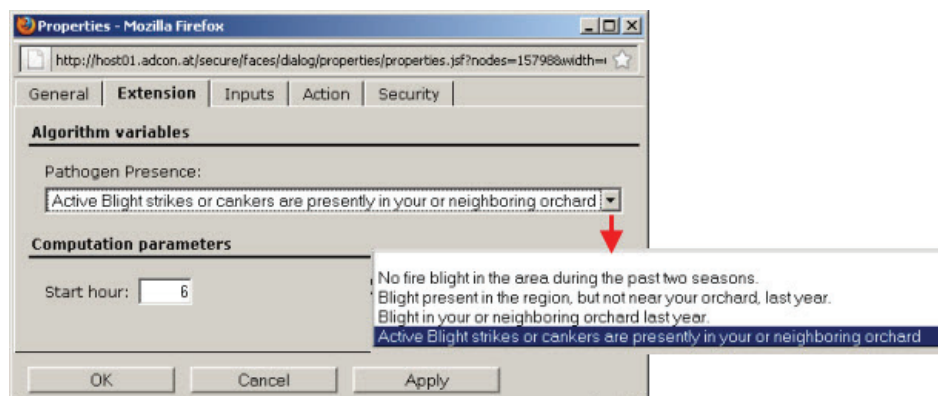 Properties - Mozilla Firefox
http://host01.adcon.at/secure/faces/dialog/properties/properties.jsf?nodes=15798&width=
General Extension Inputs Action Security
Algorithm variables
Pathogen Presence:
Active Blight strikes or cankers are presently in your or neighboring orchard
Computation parameters
Start hour: 6
No fire blight in the area during the past two seasons.
Blight present in the region, but not near your orchard, last year.
Blight in your or neighboring orchard last year.
Active Blight strikes or cankers are presently in your or neighboring orchard
OK Cancel Apply